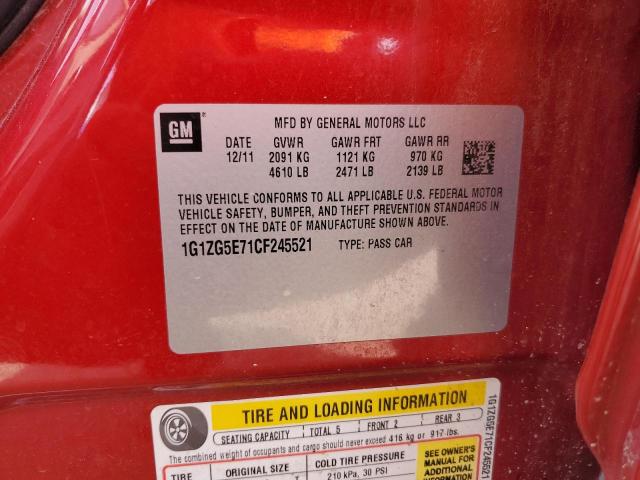 GM
MFD BY GENERAL MOTORS LLC
DATE GVWR GAWR FRT GAWR RR
12/11 2091 KG 1121 KG 970 KG
4610 LB 2471 LB 2139 LB
THIS VEHICLE CONFORMS TO ALL APPLICABLE U.S. FEDERAL MOTOR
VEHICLE SAFETY, BUMPER, AND THEFT PREVENTION STANDARDS IN
EFFECT ON THE DATE OF MANUFACTURE SHOWN ABOVE.
1G1ZG5E71CF245521 TYPE: PASS CAR
TIRE AND LOADING INFORMATION
SEATING CAPACITY TOTAL 5 FRONT 2 REAR 3
The combined weight of occupants and cargo should never exceed 416 kg or 917 lbs.
TIRE ORIGINAL SIZE COLD TIRE PRESSURE
210 kPa, 30 PSI
SEE OWNER'S
MANUAL FOR
ADDITIONAL
INFORMATION
1G1ZG5E71CF245521